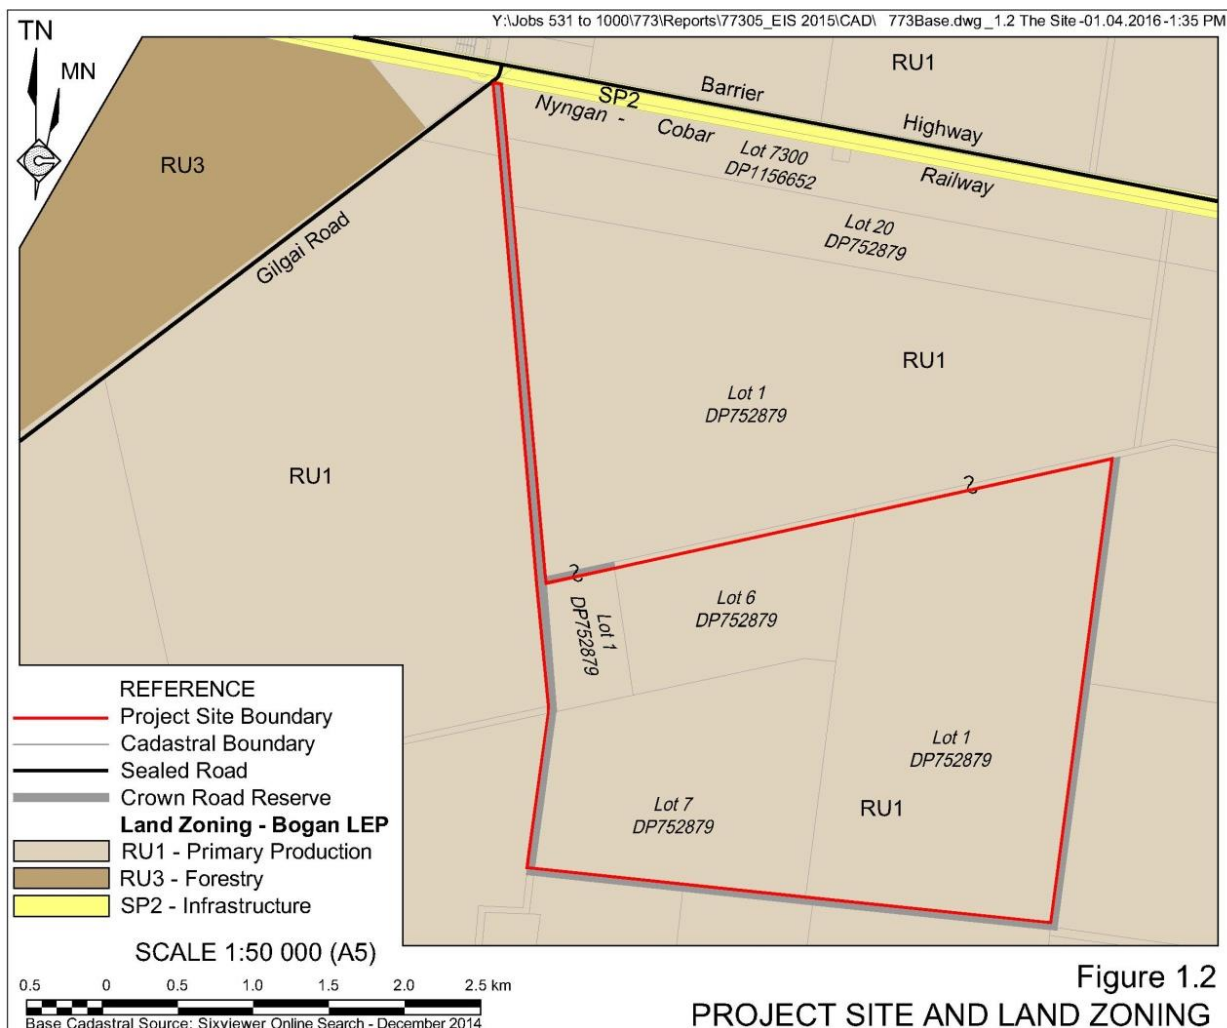 Y:\Jobs 531 to 1000\773\Reports\77305_EIS 2015\CAD\ 773Base.dwg _1.2 The Site -01.04.2016 -1:35 PM
TN
MN
RU1
Barrier
Highway
SP2
Nyngan - Cobar
Railway
Lot 7300
DP1156652
RU3
Lot 20
DP752879
Gilgai Road
RU1
Lot 1
DP752879
RU1
Lot 1
DP752879
Lot 6
DP752879
Lot 1
DP752879
Lot 7
DP752879
RU1
REFERENCE
Project Site Boundary
Cadastral Boundary
Sealed Road
Crown Road Reserve
Land Zoning - Bogan LEP
RU1 - Primary Production
RU3 - Forestry
SP2 - Infrastructure
SCALE 1:50 000 (A5)
0.5 0 0.5 1.0 1.5 2.0 2.5 km
Base Cadastral Source: Sixviewer Online Search - December 2014
Figure 1.2
PROJECT SITE AND LAND ZONING